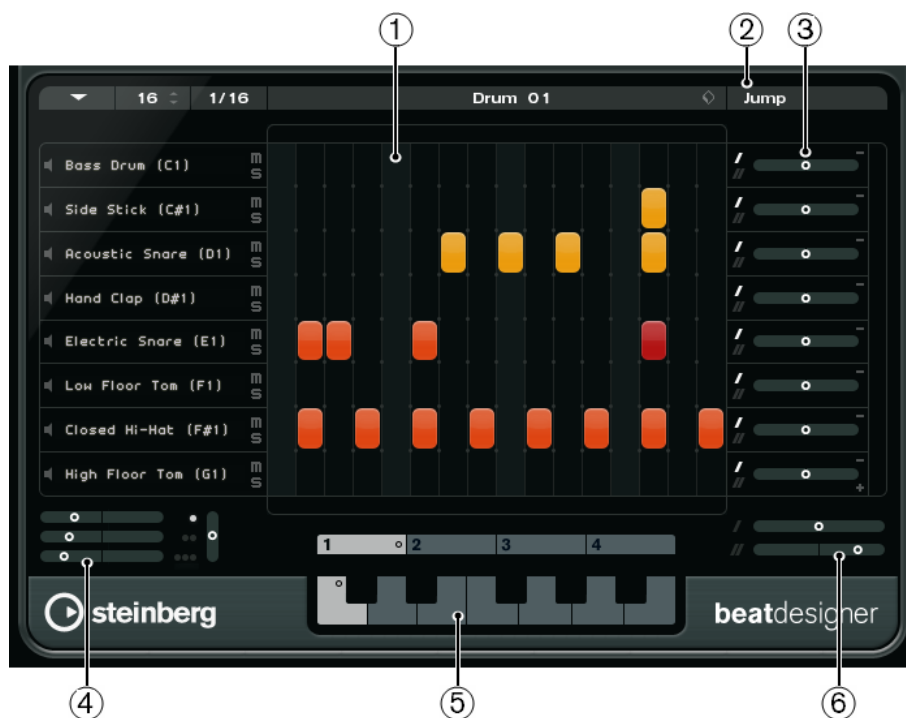 ① ② ③
16 1/16 Drum 01 Jump
Bass Drum (C1) m s
Side Stick (C#1) m s
Acoustic Snare (D1) m s
Hand Clap (D#1) m s
Electric Snare (E1) m s
Low Floor Tom (F1) m s
Closed Hi-Hat (F#1) m s
High Floor Tom (G1) m s
1 2 3 4
steinberg beatdesigner
④ ⑤ ⑥